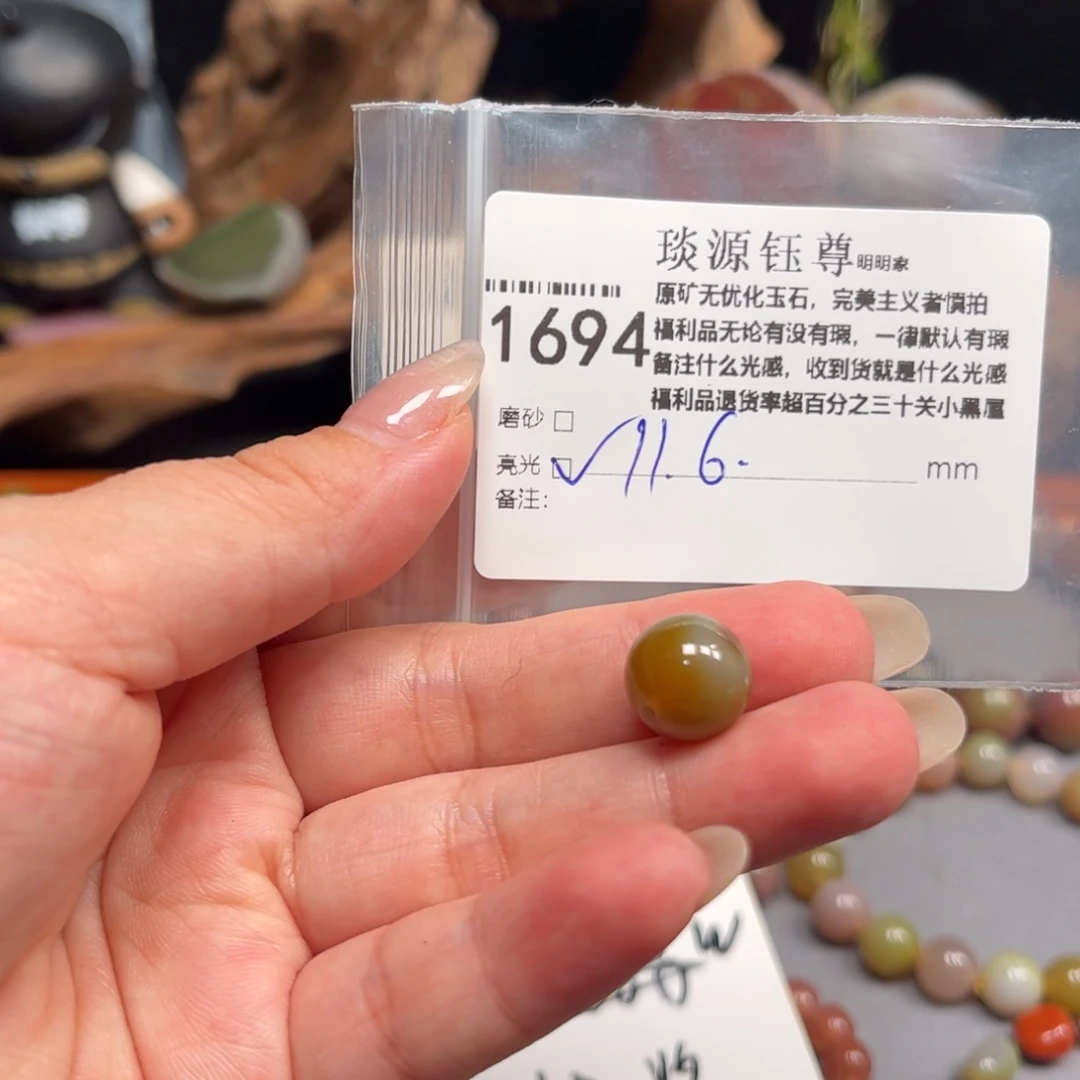 琰源钰尊明明家
原矿无优化玉石，完美主义者慎拍
1694
福利品无论有没有瑕，一律默认有瑕
备注什么光感，收到货就是什么光感
福利品退货率超百分之三十关小黑屋
磨砂 □
亮光 ☑ 11.6. mm
备注：
W